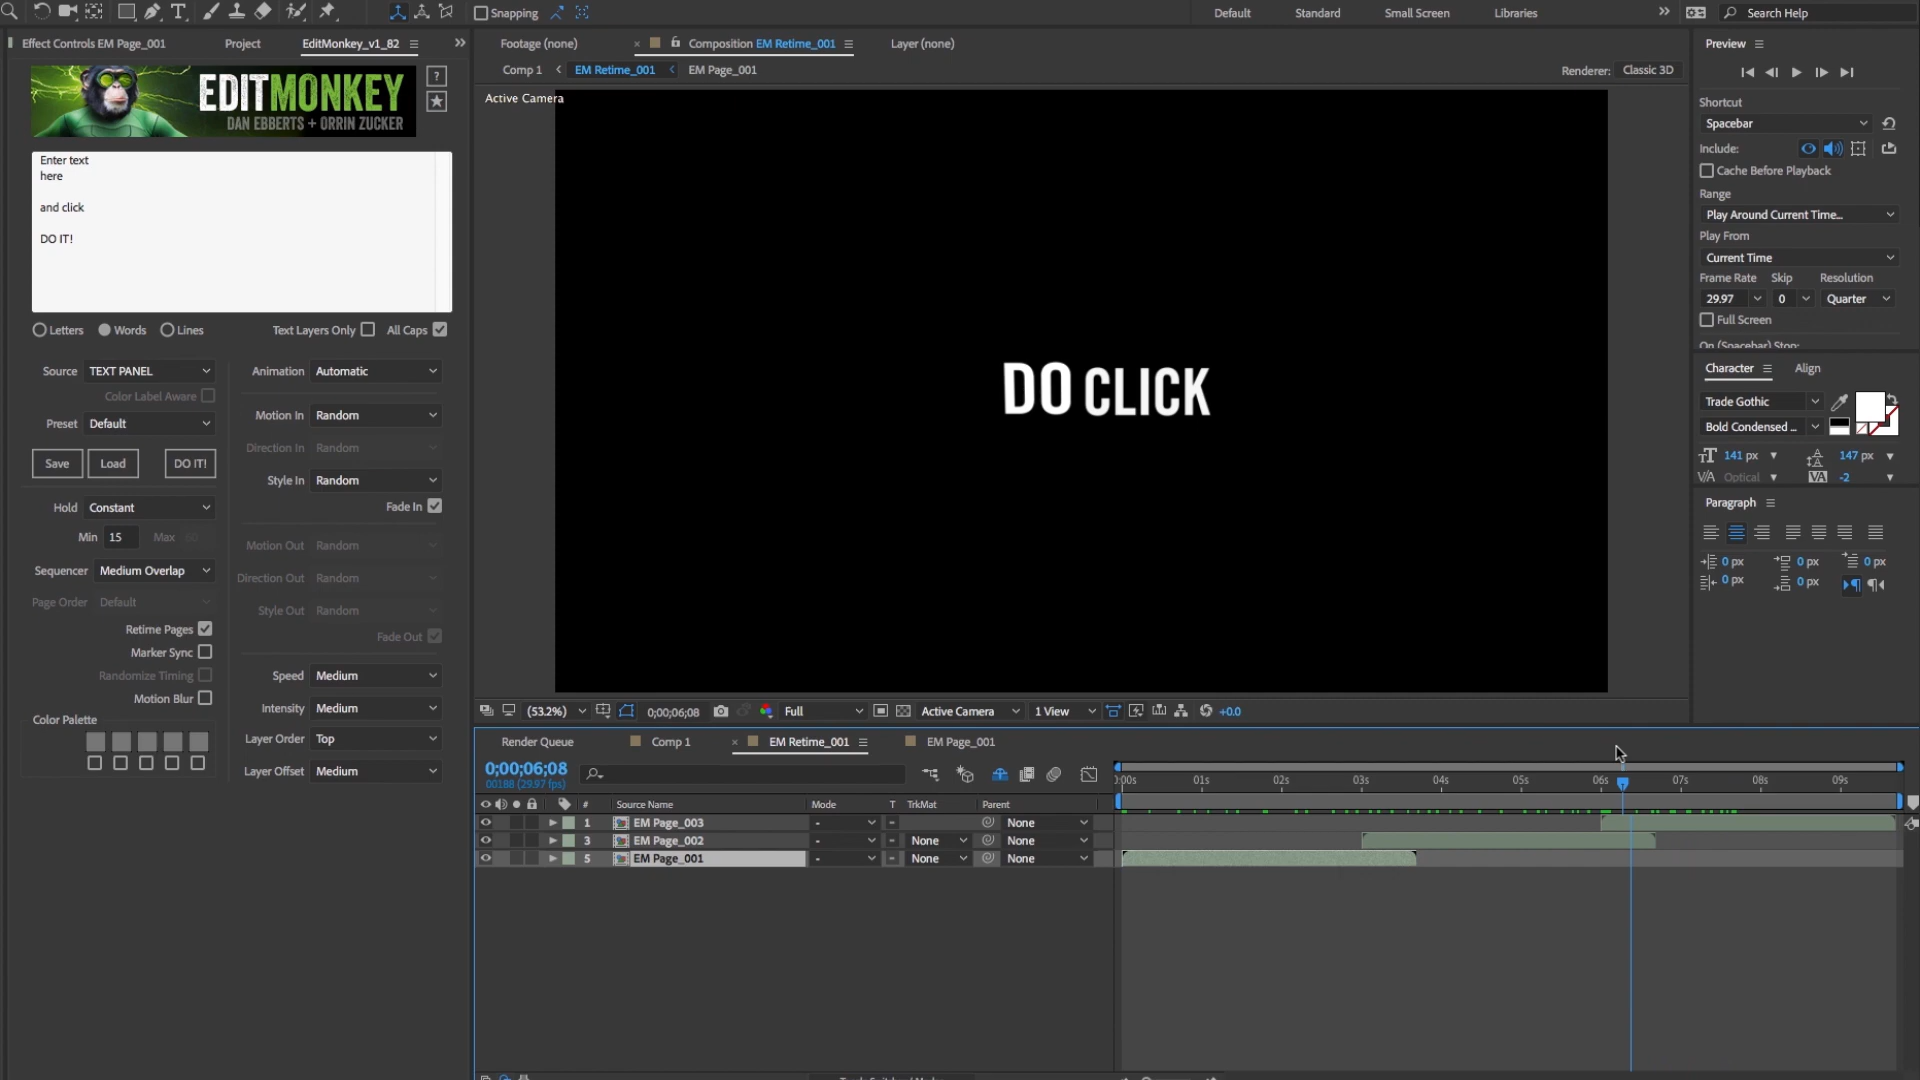 Snapping
Default
Standard
Small Screen
Libraries
Search Help
Effect Controls EM Page_001
Project
EditMonkey_v1_82
Footage (none)
Composition EM Retime_001
Layer (none)
Preview
Comp 1
EM Retime_001
EM Page_001
Renderer: Classic 3D
EDITMONKEY
DAN EBBERTS + ORRIN ZUCKER
?
Active Camera
Shortcut
Spacebar
Include:
Cache Before Playback
Range
Play Around Current Time...
Play From
Current Time
Frame Rate Skip Resolution
29.97 0 Quarter
Full Screen
On (Spacebar) Stop:
Enter text
here
and click
DO IT!
Letters Words Lines Text Layers Only All Caps
Source TEXT PANEL
Animation Automatic
Color Label Aware
Motion In Random
Preset Default
Direction In Random
Save Load DO IT!
Style In Random
Fade In
Hold Constant
Min 15 Max 60
Motion Out Random
Sequencer Medium Overlap
Direction Out Random
Page Order Default
Style Out Random
Retime Pages
Fade Out
Marker Sync
Randomize Timing
Speed Medium
Motion Blur
Intensity Medium
Color Palette
Layer Order Top
Layer Offset Medium
DO CLICK
Character
Align
Trade Gothic
Bold Condensed ...
141 px
147 px
Optical
-2
Paragraph
0 px 0 px 0 px
0 px 0 px
(53.2%) 0;00;06;08 Full Active Camera 1 View +0.0
Render Queue
Comp 1
EM Retime_001
EM Page_001
0;00;06;08
00188 (29.97 fps)
0:00s 01s 02s 03s 04s 05s 06s 07s 08s 09s
# Source Name Mode T TrkMat Parent
1 EM Page_003 - None
3 EM Page_002 - None None
5 EM Page_001 - None None